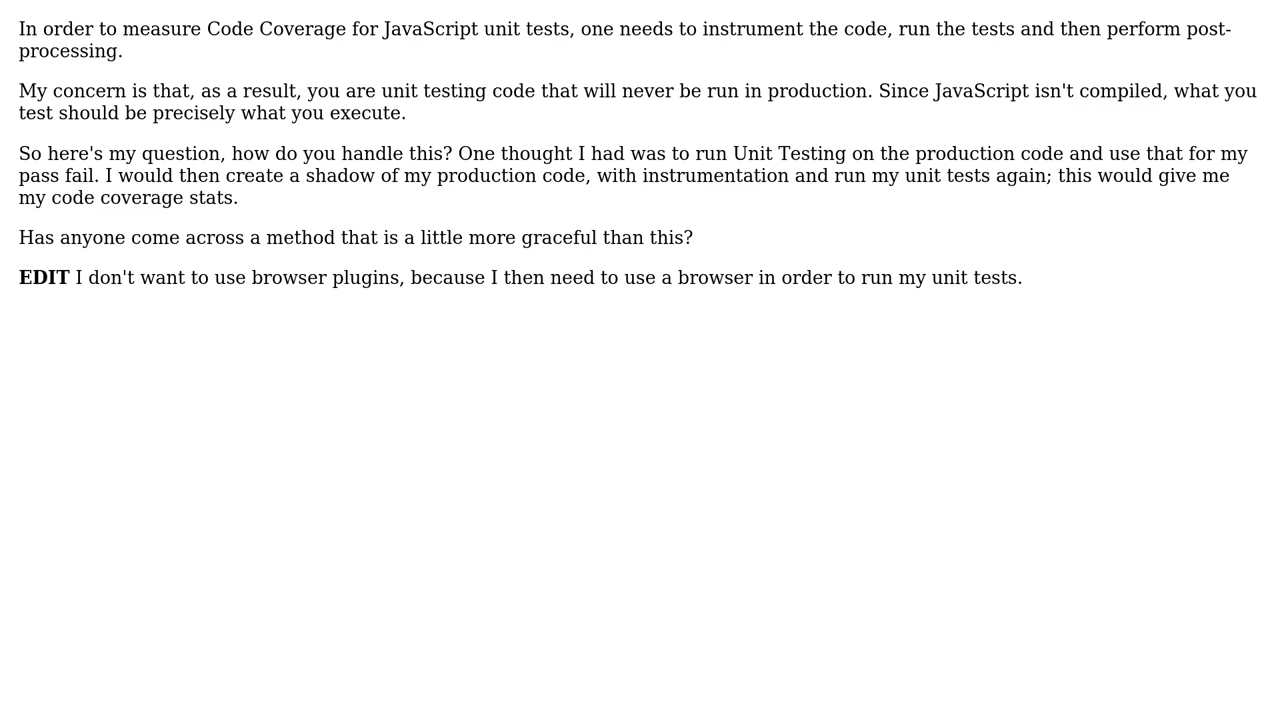 In order to measure Code Coverage for JavaScript unit tests, one needs to instrument the code, run the tests and then perform post-
processing.
My concern is that, as a result, you are unit testing code that will never be run in production. Since JavaScript isn't compiled, what you
test should be precisely what you execute.
So here's my question, how do you handle this? One thought I had was to run Unit Testing on the production code and use that for my
pass fail. I would then create a shadow of my production code, with instrumentation and run my unit tests again; this would give me
my code coverage stats.
Has anyone come across a method that is a little more graceful than this?
EDIT I don't want to use browser plugins, because I then need to use a browser in order to run my unit tests.